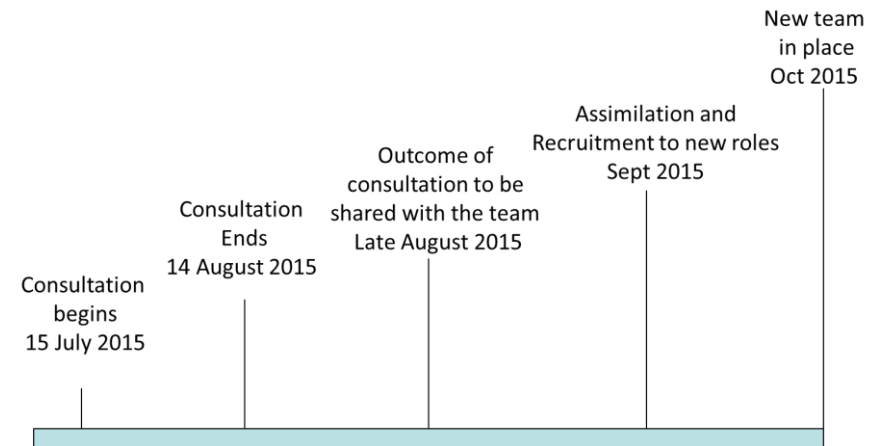 Consultation
begins
15 July 2015
Consultation
Ends
14 August 2015
Outcome of
consultation to be
shared with the team
Late August 2015
Assimilation and
Recruitment to new roles
Sept 2015
New team
in place
Oct 2015